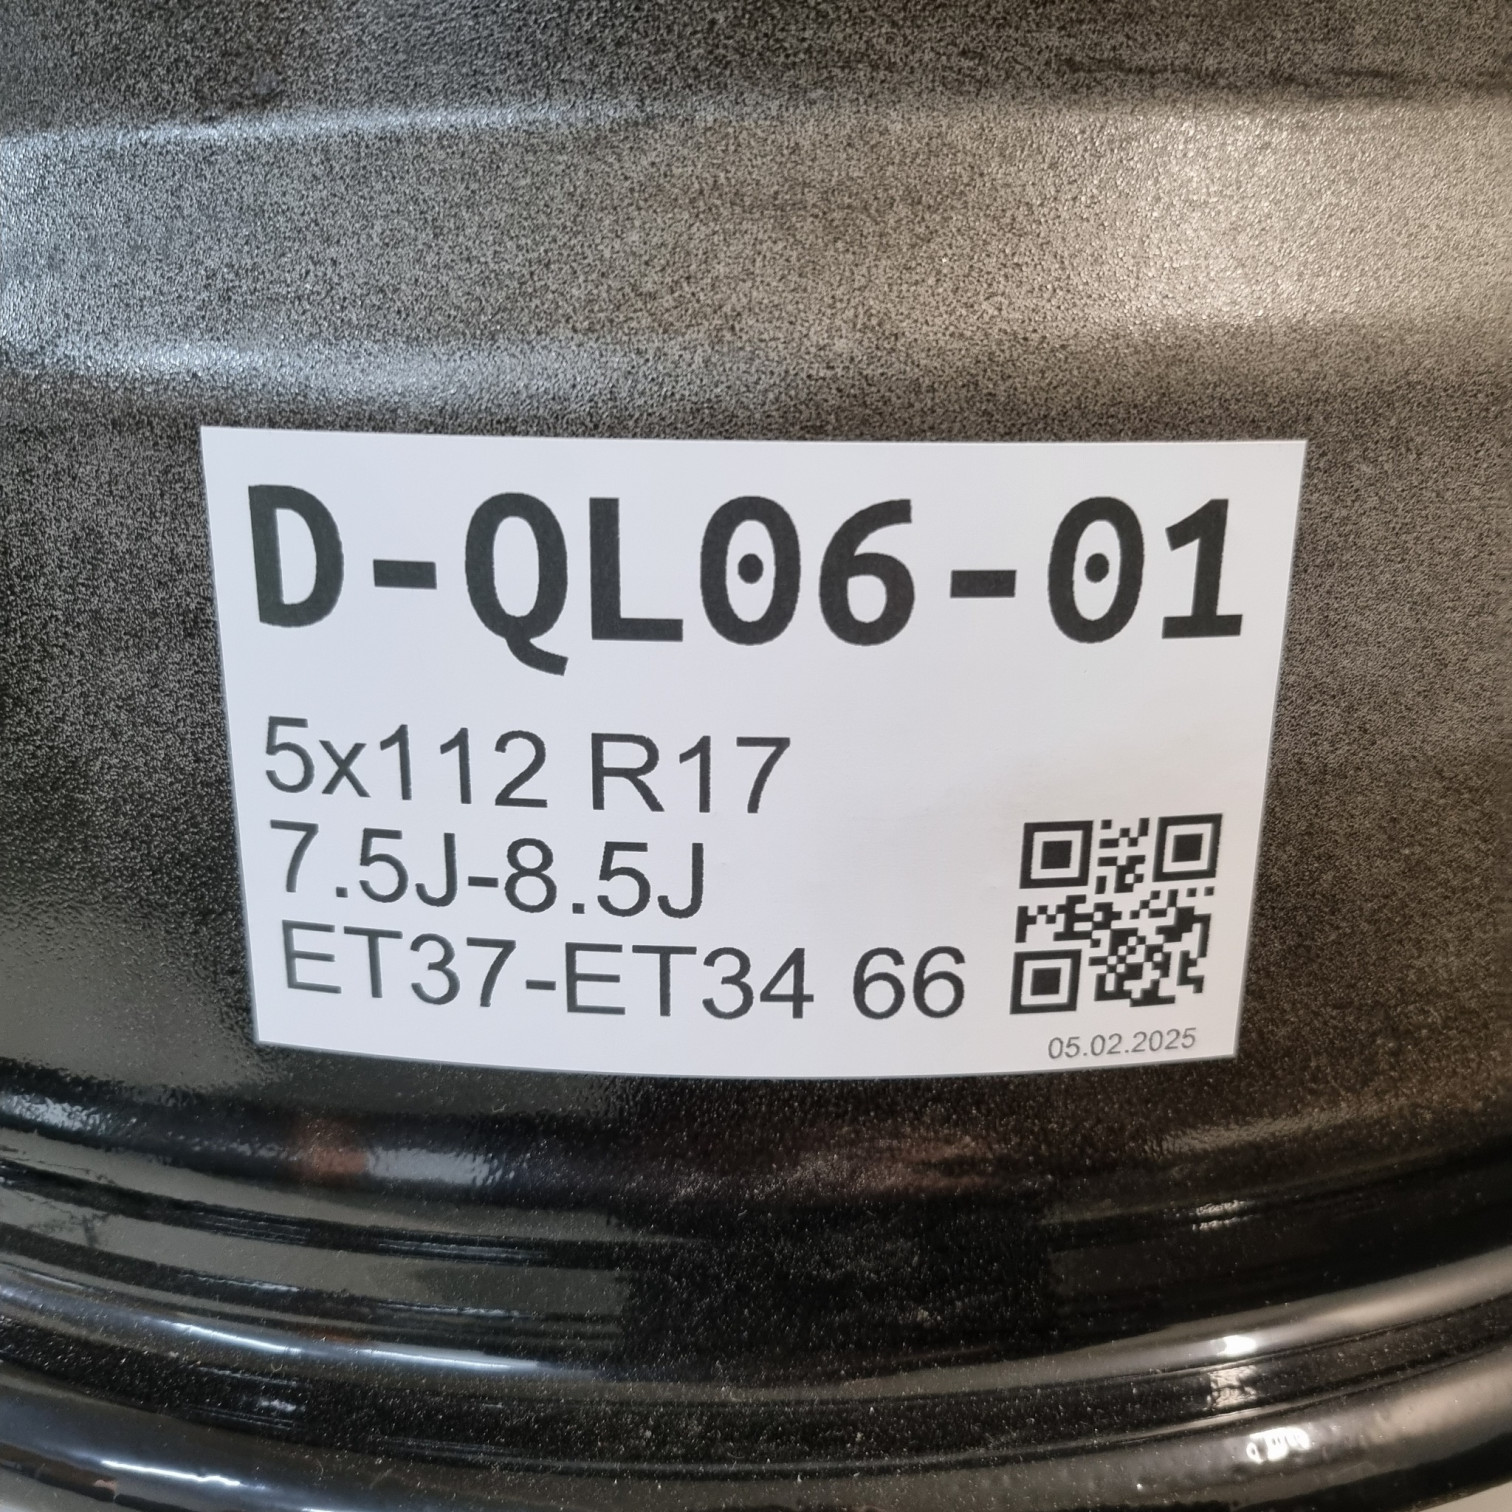 D-QL06-01
5x112 R17
7.5J-8.5J
ET37-ET34 66
05.02.2025